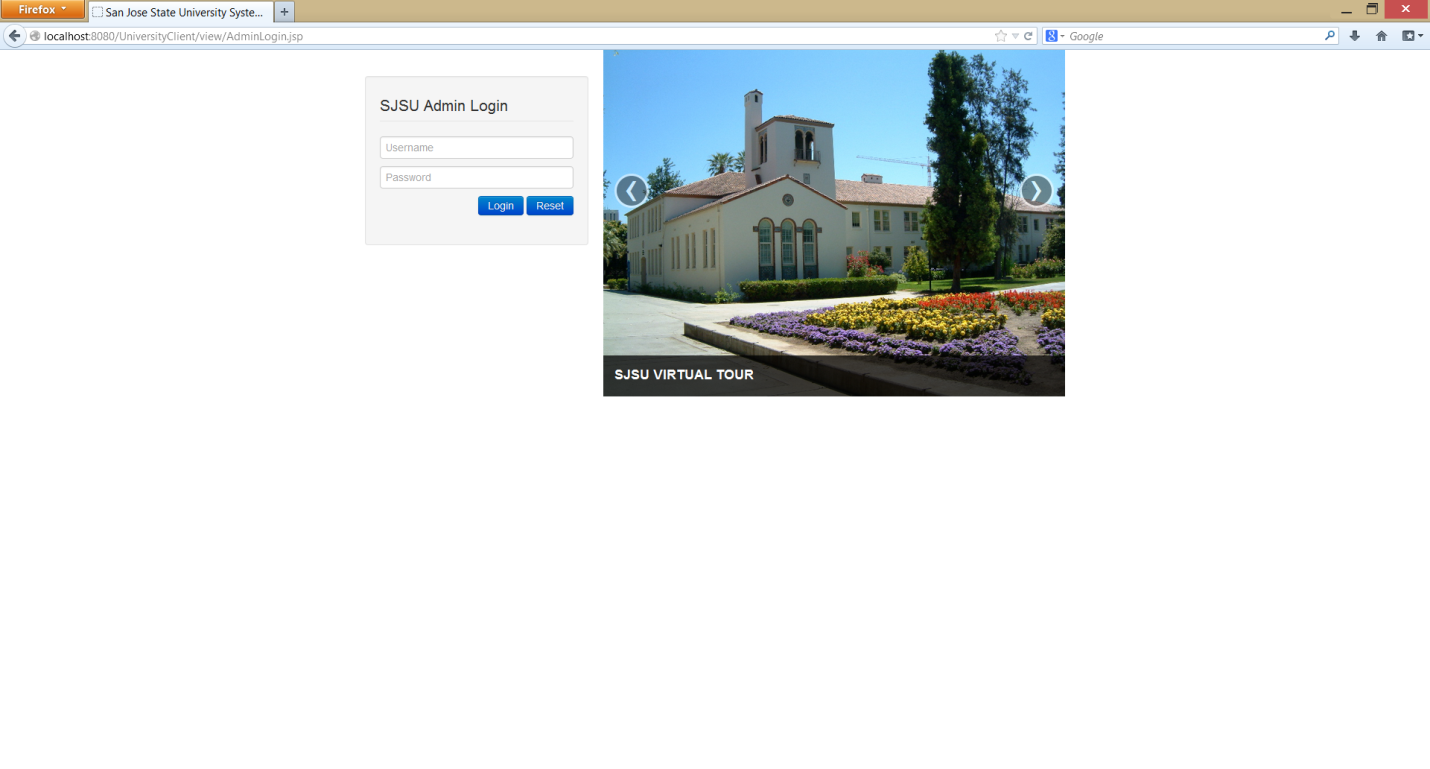 Firefox
San Jose State University Syste...
localhost:8080/UniversityClient/view/AdminLogin.jsp
Google
SJSU Admin Login
Username
Password
Login Reset
SJSU VIRTUAL TOUR